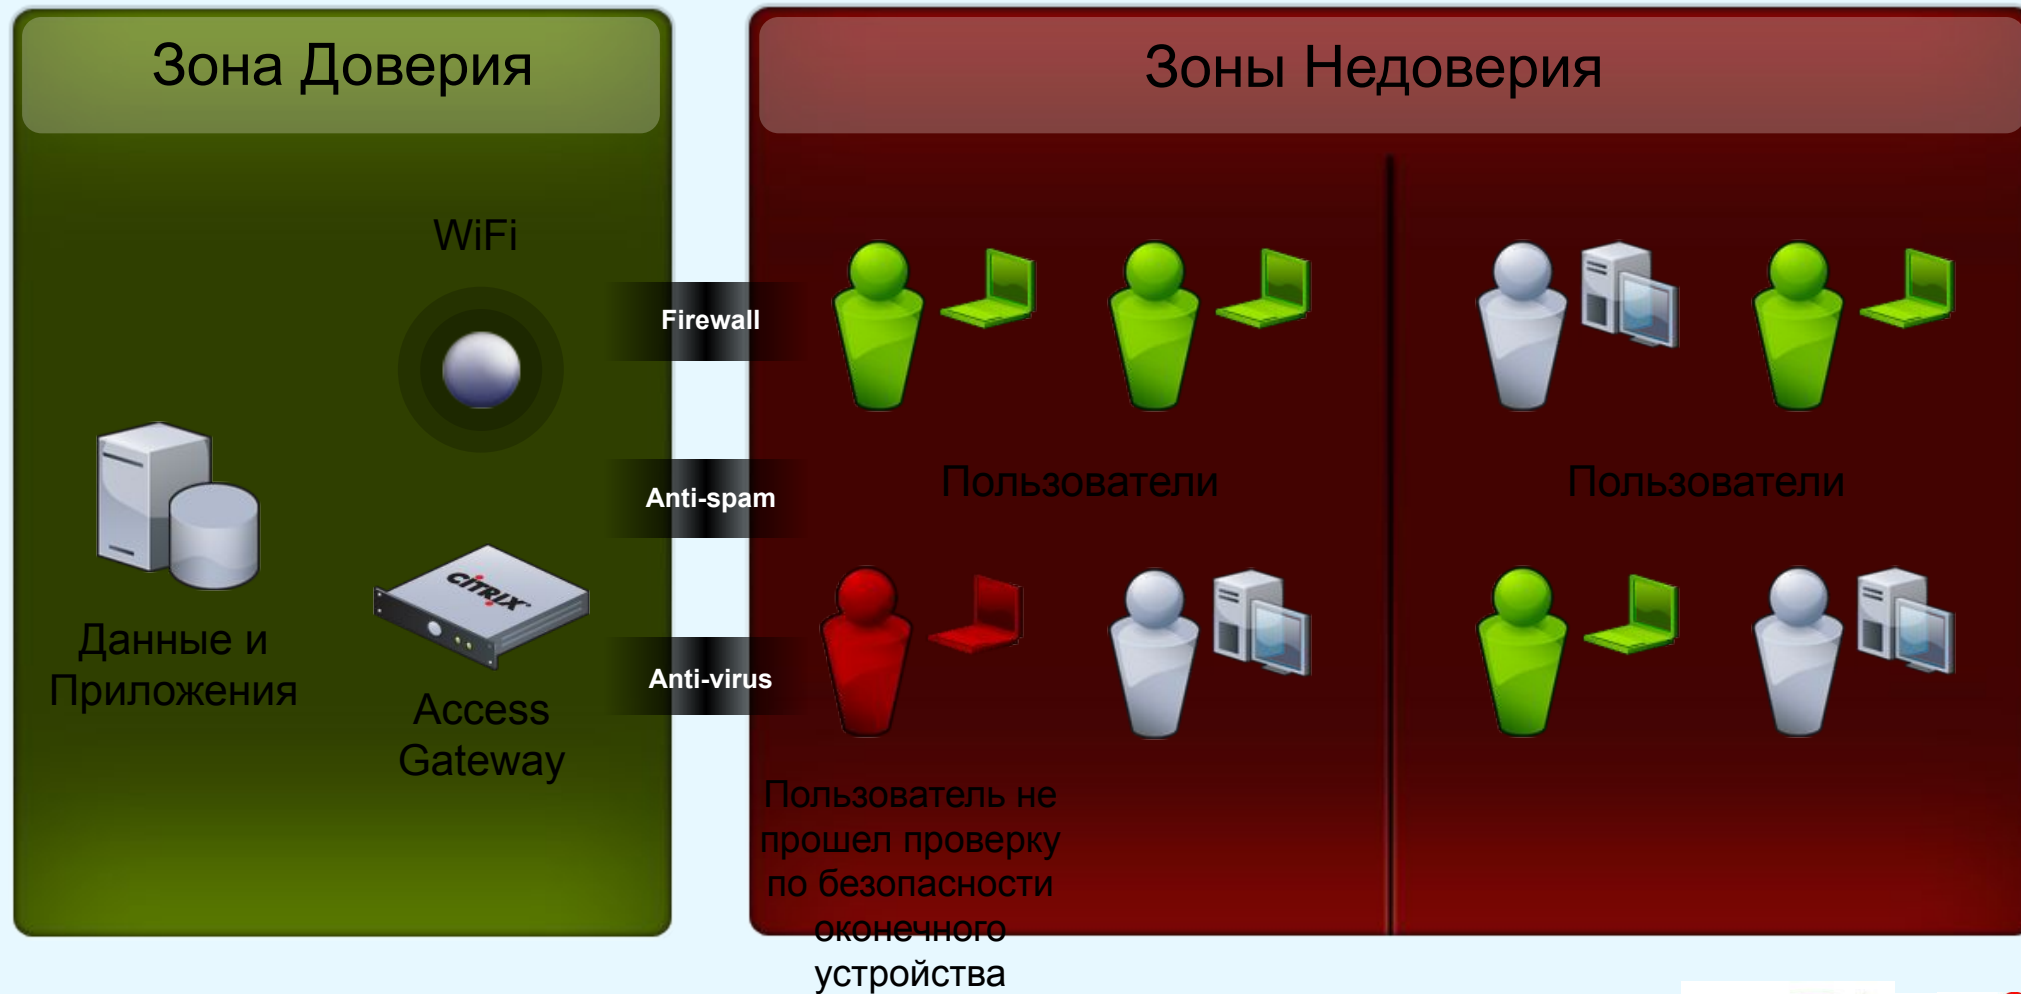 Зона Доверия
Зоны Недоверия
WiFi
Firewall
Anti-spam
Anti-virus
Данные и
Приложения
CITRIX
Access
Gateway
Пользователи
Пользователи
Пользователь не
прошел проверку
по безопасности
оконечного
устройства